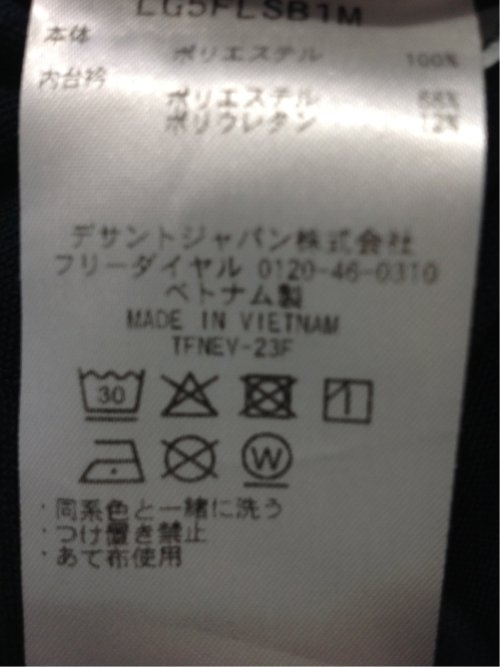 LG5FLSB1M
本体
ポリエステル 100%
内台衿
ポリエステル 88%
ポリウレタン 12%
デサントジャパン株式会社
フリーダイヤル 0120-46-0310
ベトナム製
MADE IN VIETNAM
TFNEY-23F
30
W
・同系色と一緒に洗う
・つけ置き禁止
・あて布使用